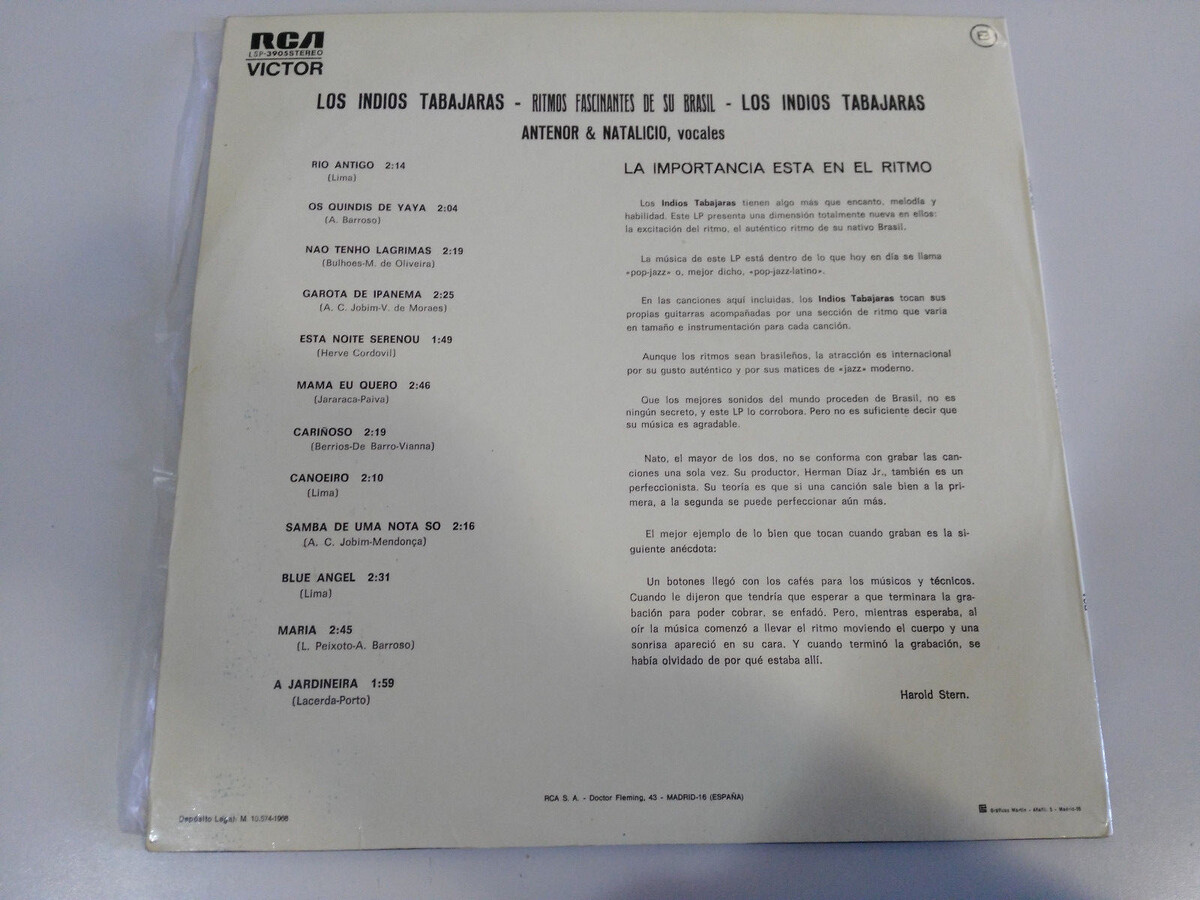 RCA
LSP-3905STEREO
VICTOR
E
LOS INDIOS TABAJARAS - RITMOS FASCINANTES DE SU BRASIL - LOS INDIOS TABAJARAS
ANTENOR & NATALICIO, vocales
RIO ANTIGO 2:14
(Lima)
OS QUINDIS DE YAYA 2:04
(A. Barroso)
NAO TENHO LAGRIMAS 2:19
(Bulhoes-M. de Oliveira)
GAROTA DE IPANEMA 2:25
(A. C. Jobim-V. de Moraes)
ESTA NOITE SERENOU 1:49
(Herve Cordovil)
MAMA EU QUERO 2:46
(Jararaca-Paiva)
CARIÑOSO 2:19
(Berrios-De Barro-Vianna)
CANOEIRO 2:10
(Lima)
SAMBA DE UMA NOTA SO 2:16
(A. C. Jobim-Mendonça)
BLUE ANGEL 2:31
(Lima)
MARIA 2:45
(L. Peixoto-A. Barroso)
A JARDINEIRA 1:59
(Lacerda-Porto)
LA IMPORTANCIA ESTA EN EL RITMO
Los Indios Tabajaras tienen algo más que encanto, melodía y
habilidad. Este LP presenta una dimensión totalmente nueva en ellos:
la excitación del ritmo, el auténtico ritmo de su nativo Brasil.
La música de este LP está dentro de lo que hoy en día se llama
«pop-jazz» o, mejor dicho, «pop-jazz-latino».
En las canciones aquí incluidas, los Indios Tabajaras tocan sus
propias guitarras acompañadas por una sección de ritmo que varía
en tamaño e instrumentación para cada canción.
Aunque los ritmos sean brasileños, la atracción es internacional
por su gusto auténtico y por sus matices de «jazz» moderno.
Que los mejores sonidos del mundo proceden de Brasil, no es
ningún secreto, y este LP lo corrobora. Pero no es suficiente decir que
su música es agradable.
Nato, el mayor de los dos, no se conforma con grabar las can-
ciones una sola vez. Su productor, Herman Diaz Jr., también es un
perfeccionista. Su teoría es que si una canción sale bien a la pri-
mera, a la segunda se puede perfeccionar aún más.
El mejor ejemplo de lo bien que tocan cuando graban es la si-
guiente anécdota:
Un botones llegó con los cafés para los músicos y técnicos.
Cuando le dijeron que tendría que esperar a que terminara la gra-
bación para poder cobrar, se enfadó. Pero, mientras esperaba, al
oír la música comenzó a llevar el ritmo moviendo el cuerpo y una
sonrisa apareció en su cara. Y cuando terminó la grabación, se
había olvidado de por qué estaba allí.
Harold Stern.
RCA S. A. - Doctor Fleming, 43 - MADRID-16 (ESPAÑA)
Depósito Legal: M. 10.574-1968
Gráficas Martín